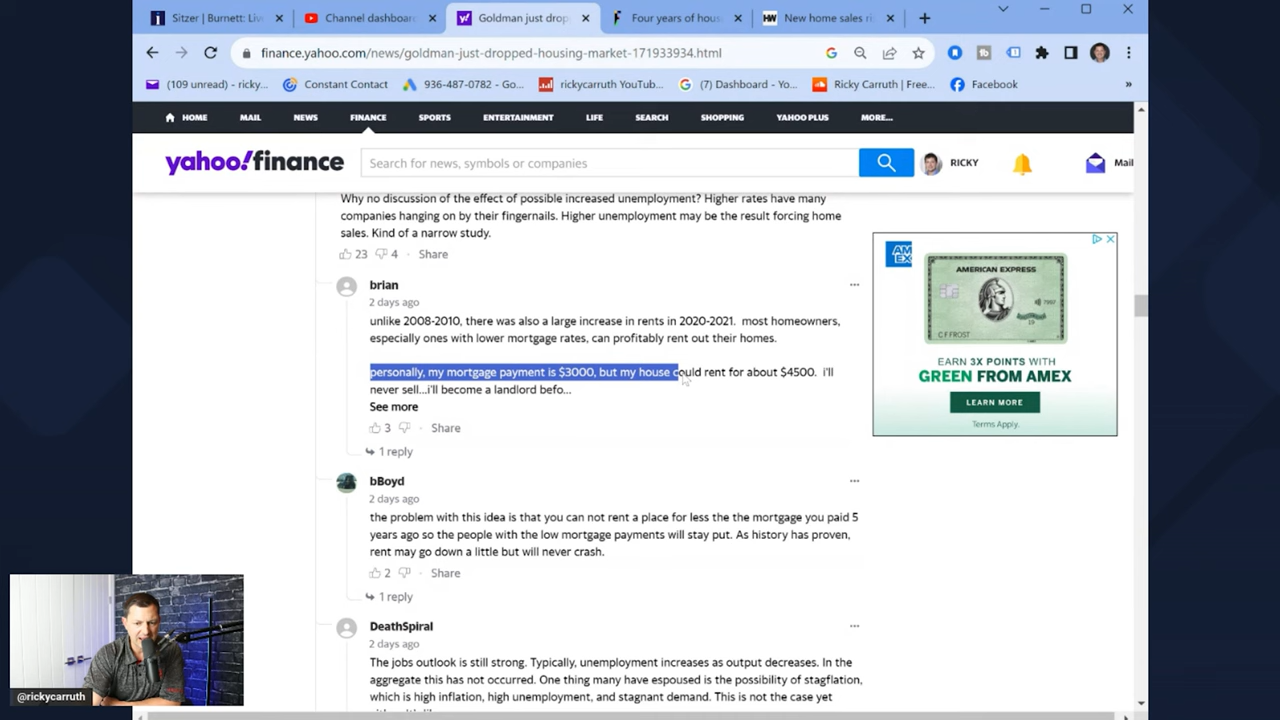 Sitzer | Burnett: Liv
Channel dashboard
Goldman just drop
Four years of hous
New home sales ri
finance.yahoo.com/news/goldman-just-dropped-housing-market-171933934.html
(109 unread) - ricky...
Constant Contact
936-487-0782 – Go...
rickycarruth YouTub...
(7) Dashboard - Yo...
Ricky Carruth | Free...
Facebook
»
HOME
MAIL
NEWS
FINANCE
SPORTS
ENTERTAINMENT
LIFE
SEARCH
SHOPPING
YAHOO PLUS
MORE...
yahoo!finance
Search for news, symbols or companies
RICKY
Mail
Why no discussion of the effect of possible increased unemployment? Higher rates have many
companies hanging on by their fingernails. Higher unemployment may be the result forcing home
sales. Kind of a narrow study.
23 4 · Share
brian
2 days ago
unlike 2008-2010, there was also a large increase in rents in 2020-2021. most homeowners,
especially ones with lower mortgage rates, can profitably rent out their homes.
personally, my mortgage payment is $3000, but my house could rent for about $4500. i'll
never sell...i'll become a landlord befo...
See more
3 Share
1 reply
bBoyd
2 days ago
the problem with this idea is that you can not rent a place for less the the mortgage you paid 5
years ago so the people with the low mortgage payments will stay put. As history has proven,
rent may go down a little but will never crash.
2 Share
1 reply
DeathSpiral
2 days ago
The jobs outlook is still strong. Typically, unemployment increases as output decreases. In the
aggregate this has not occurred. One thing many have espoused is the possibility of stagflation,
which is high inflation, high unemployment, and stagnant demand. This is not the case yet
AM
EX
AMERICAN EXPRESS
C F FROST
EARN 3X POINTS WITH
GREEN FROM AMEX
LEARN MORE
Terms Apply.
@rickycarruth